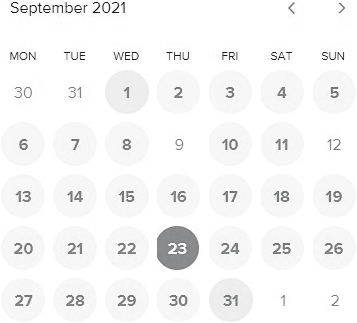 September 2021
MON TUE WED THU FRI SAT SUN
30 31 1 2 3 4 5
6 7 8 9 10 11 12
13 14 15 16 17 18 19
20 21 22 23 24 25 26
27 28 29 30 31 1 2